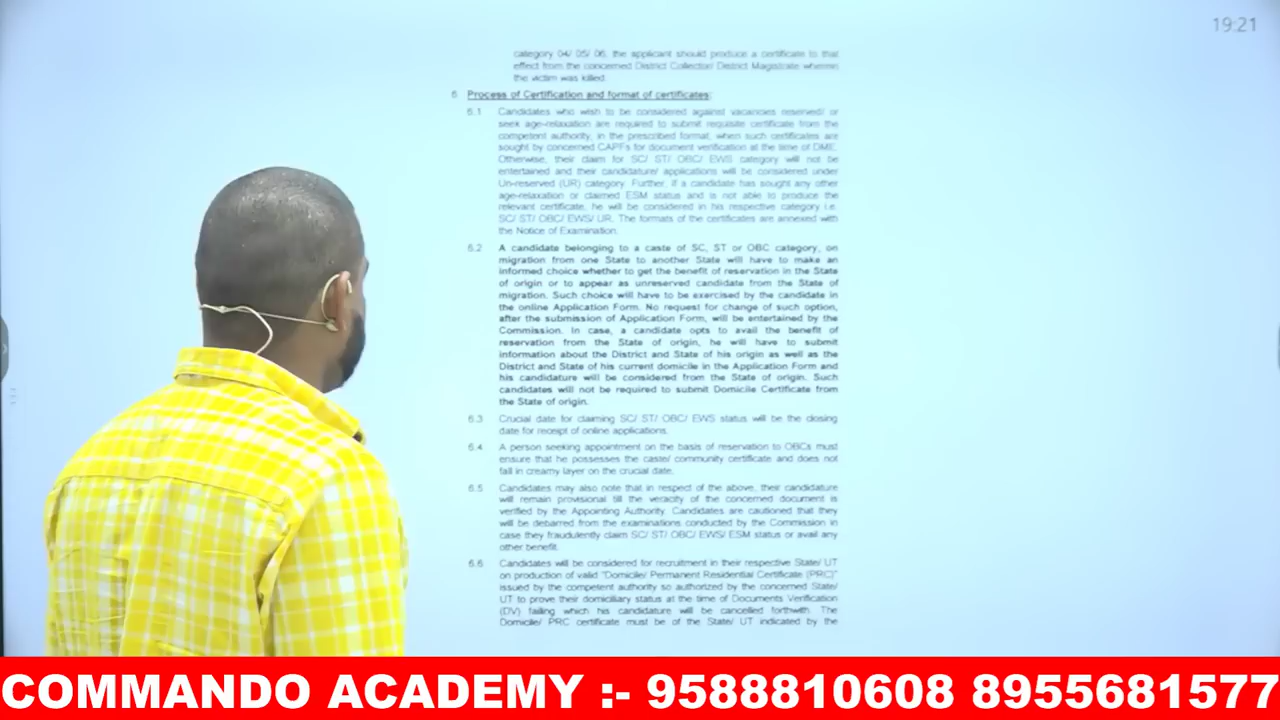 19:21
category 04/ 05/ 06, the applicant should produce a certificate to that
effect from the concerned District Collector/ District Magistrate wherein
the victim was killed.
6 Process of Certification and format of certificates:
6.1 Candidates who wish to be considered against vacancies reserved/ or
seek age-relaxation are required to submit requisite certificate from the
competent authority, in the prescribed format, when such certificates are
sought by concerned CAPFs for document verification at the time of DME.
Otherwise, their claim for SC/ ST/ OBC/ EWS category will not be
entertained and their candidature/ applications will be considered under
Un-reserved (UR) category. Further, if a candidate has sought any other
age-relaxation or claimed ESM status and is not able to produce the
relevant certificate, he will be considered in his respective category i.e.
SC/ ST/ OBC/ EWS/ UR. The formats of the certificates are annexed with
the Notice of Examination.
6.2 A candidate belonging to a caste of SC, ST or OBC category, on
migration from one State to another State will have to make an
informed choice whether to get the benefit of reservation in the State
of origin or to appear as unreserved candidate from the State of
migration. Such choice will have to be exercised by the candidate in
the online Application Form. No request for change of such option,
after the submission of Application Form, will be entertained by the
Commission. In case, a candidate opts to avail the benefit of
reservation from the State of origin, he will have to submit
information about the District and State of his origin as well as the
District and State of his current domicile in the Application Form and
his candidature will be considered from the State of origin. Such
candidates will not be required to submit Domicile Certificate from
the State of origin.
6.3 Crucial date for claiming SC/ ST/ OBC/ EWS status will be the closing
date for receipt of online applications.
6.4 A person seeking appointment on the basis of reservation to OBCs must
ensure that he possesses the caste/ community certificate and does not
fall in creamy layer on the crucial date.
6.5 Candidates may also note that in respect of the above, their candidature
will remain provisional till the veracity of the concerned document is
verified by the Appointing Authority. Candidates are cautioned that they
will be debarred from the examinations conducted by the Commission in
case they fraudulently claim SC/ ST/ OBC/ EWS/ ESM status or avail any
other benefit.
6.6 Candidates will be considered for recruitment in their respective State/ UT
on production of valid "Domicile/ Permanent Residential Certificate (PRC)"
issued by the competent authority so authorized by the concerned State/
UT to prove their domiciliary status at the time of Documents Verification
(DV) failing which his candidature will be cancelled forthwith. The
Domicile/ PRC certificate must be of the State/ UT indicated by the
COMMANDO ACADEMY :- 9588810608 8955681577